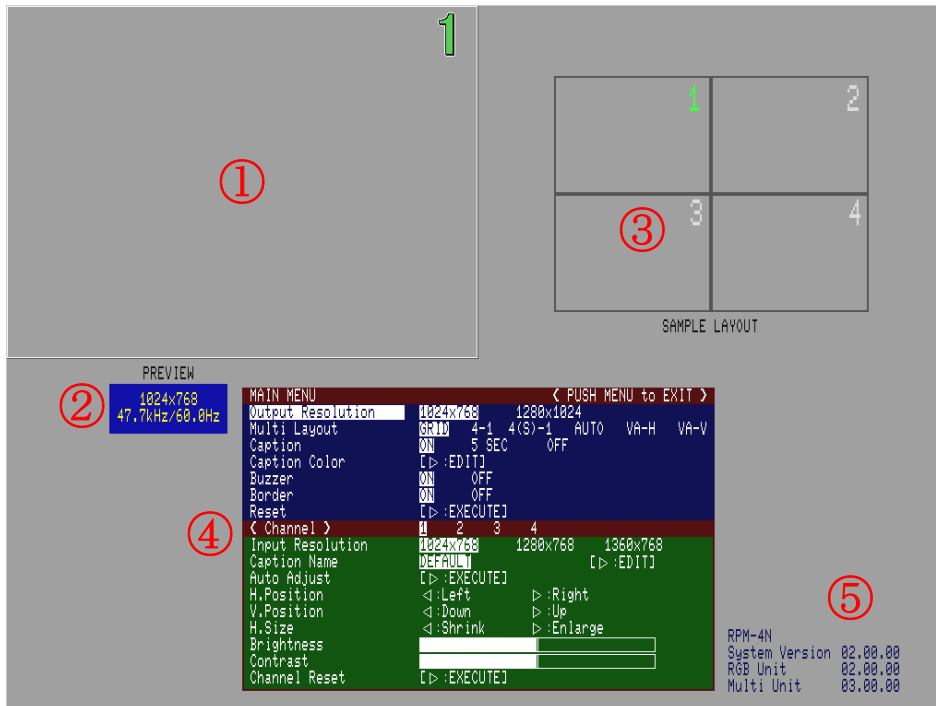 1
①
1 2
3 4
③
SAMPLE LAYOUT
PREVIEW
②
1024x768
47.7kHz/60.0Hz
MAIN MENU < PUSH MENU to EXIT >
Output Resolution 1024x768 1280x1024
Multi Layout GRID 4-1 4(S)-1 AUTO VA-H VA-V
Caption ON 5 SEC OFF
Caption Color [▷:EDIT]
Buzzer ON OFF
Border ON OFF
Reset [▷:EXECUTE]
④
< Channel > 1 2 3 4
Input Resolution 1024x768 1280x768 1360x768
Caption Name DEFAULT [▷:EDIT]
Auto Adjust [▷:EXECUTE]
H.Position ◁:Left ▷:Right
V.Position ◁:Down ▷:Up
H.Size ◁:Shrink ▷:Enlarge
Brightness
Contrast
Channel Reset [▷:EXECUTE]
⑤
RPM-4N
System Version 02.00.00
RGB Unit 02.00.00
Multi Unit 03.00.00